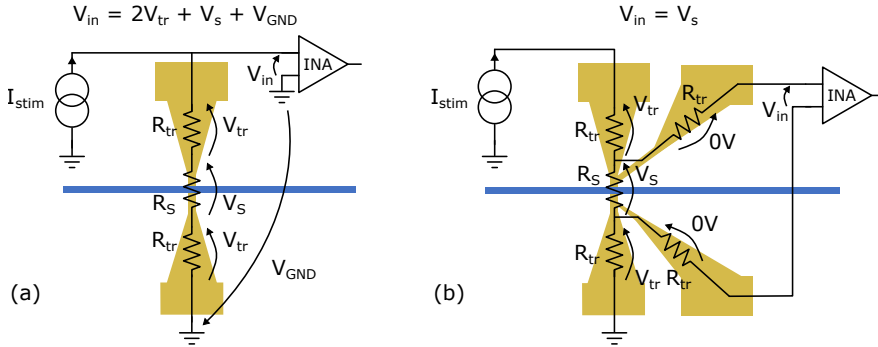 V_in = 2V_tr + V_s + V_GND
INA
V_in
I_stim
R_tr
V_tr
R_S
V_S
R_tr
V_tr
V_GND
(a)
V_in = V_s
INA
V_in
I_stim
R_tr
V_tr
R_tr
0V
R_S
V_S
0V
R_tr
V_tr
R_tr
(b)